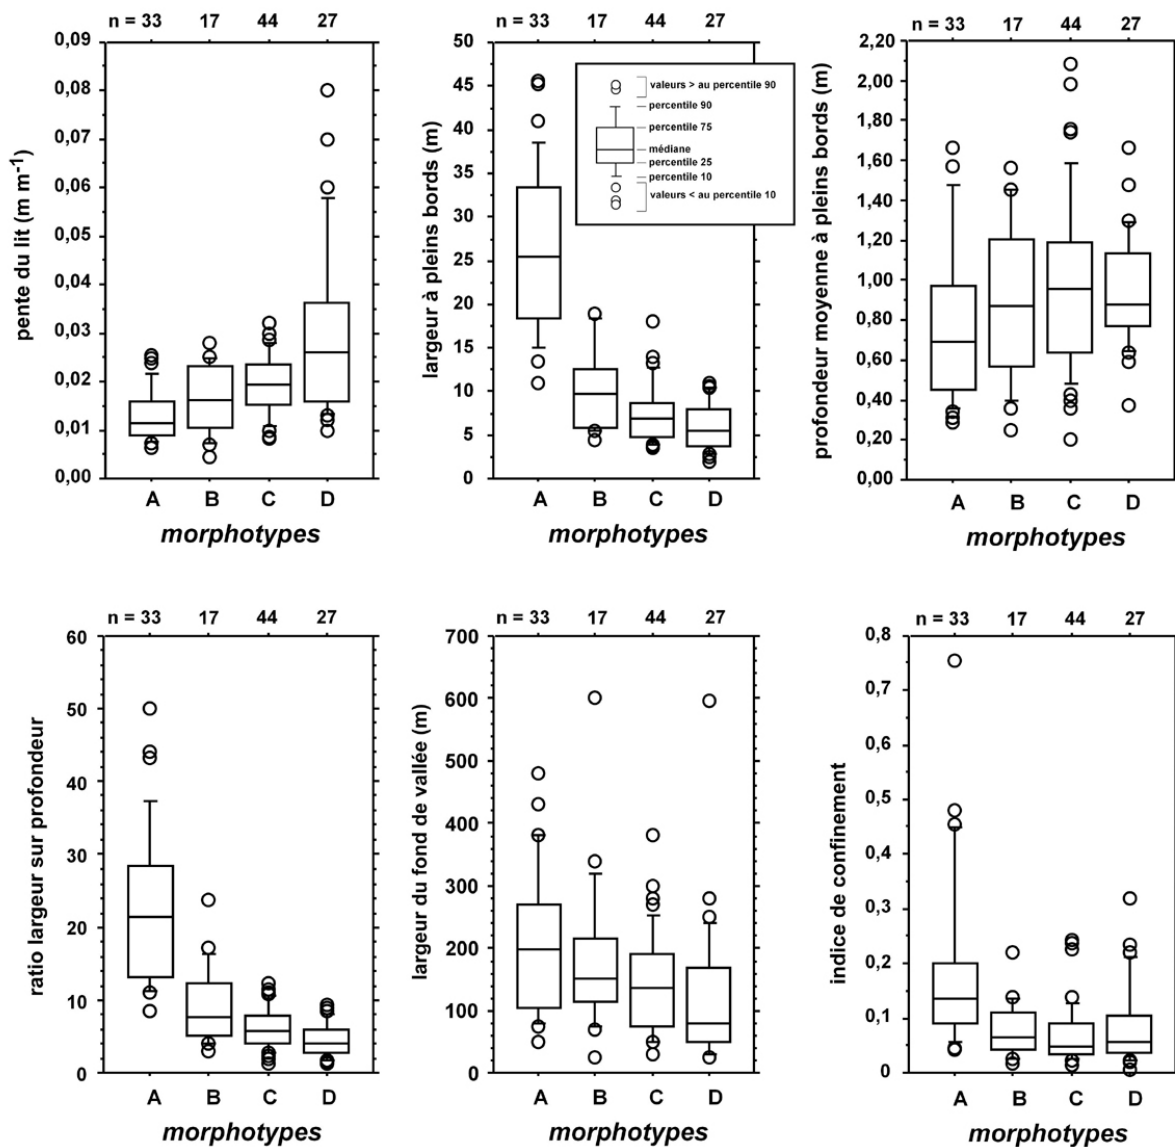 n = 33 17 44 27
0,09
0,08
0,07
0,06
0,05
0,04
0,03
0,02
0,01
0,00
pente du lit (m m-1)
A B C D
morphotypes
n = 33 17 44 27
50
45
40
35
30
25
20
15
10
5
0
largeur à pleins bords (m)
valeurs > au percentile 90
percentile 90
percentile 75
médiane
percentile 25
percentile 10
valeurs < au percentile 10
A B C D
morphotypes
n = 33 17 44 27
2,20
2,00
1,80
1,60
1,40
1,20
1,00
0,80
0,60
0,40
0,20
0,00
profondeur moyenne à pleins bords (m)
A B C D
morphotypes
n = 33 17 44 27
60
50
40
30
20
10
0
ratio largeur sur profondeur
A B C D
morphotypes
n = 33 17 44 27
700
600
500
400
300
200
100
0
largeur du fond de vallée (m)
A B C D
morphotypes
n = 33 17 44 27
0,8
0,7
0,6
0,5
0,4
0,3
0,2
0,1
0
indice de confinement
A B C D
morphotypes